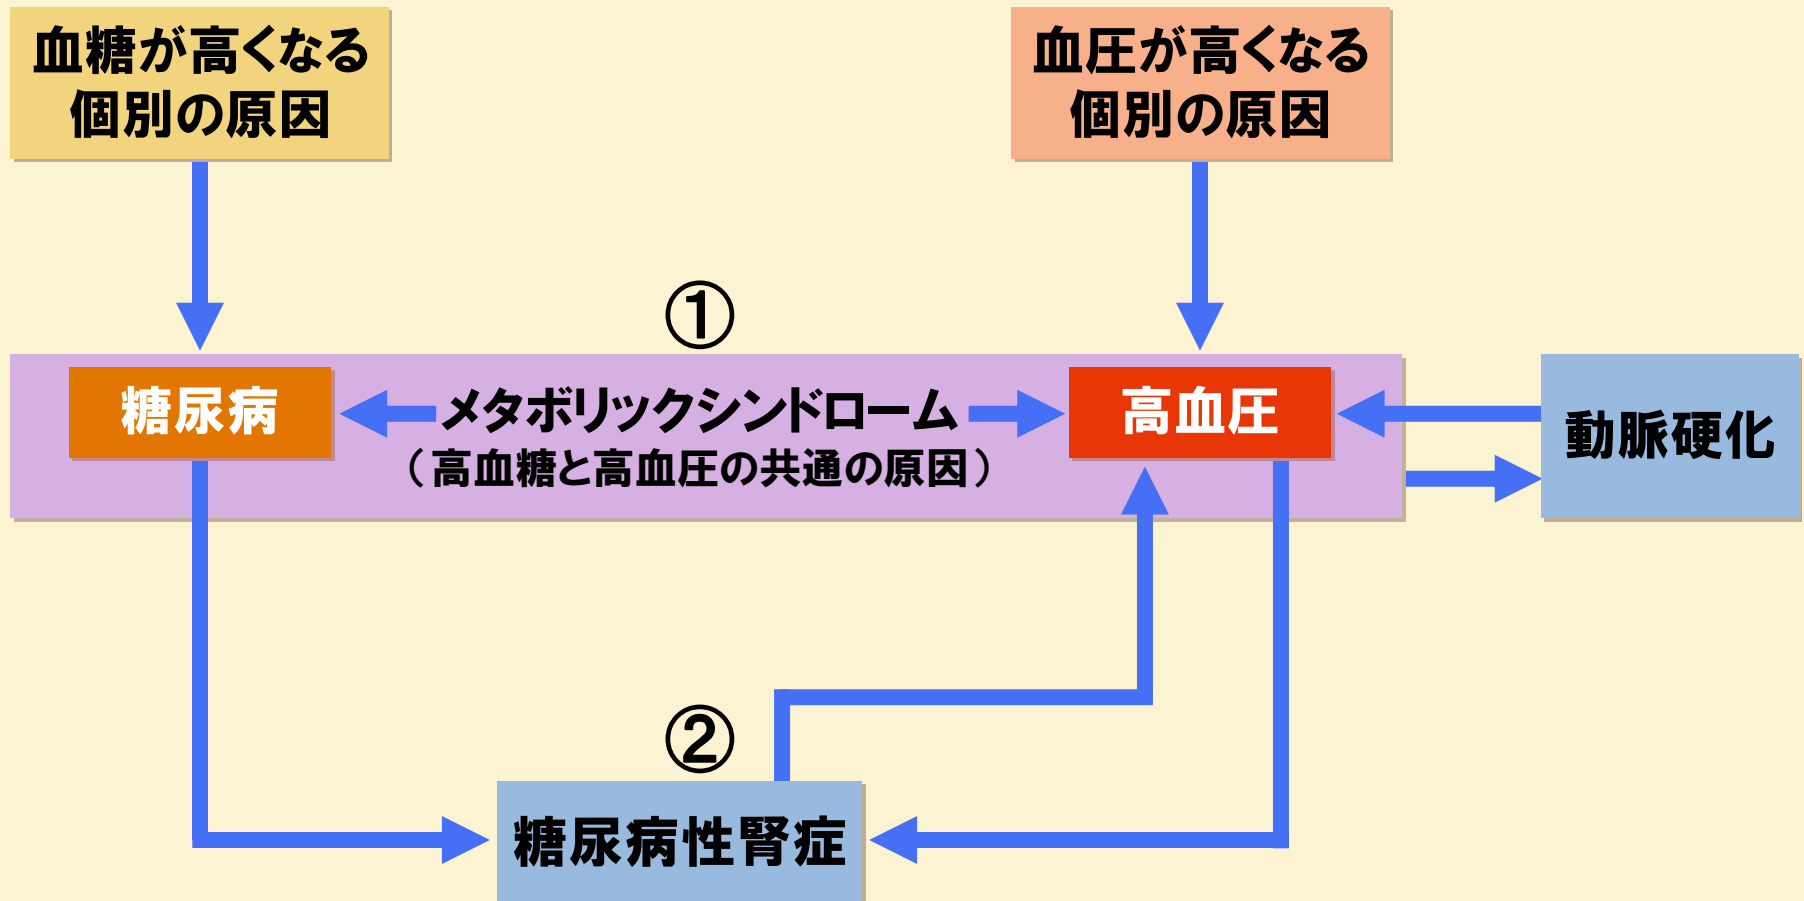 血糖が高くなる
個別の原因
血圧が高くなる
個別の原因
①
糖尿病
メタボリックシンドローム
（高血糖と高血圧の共通の原因）
高血圧
動脈硬化
②
糖尿病性腎症